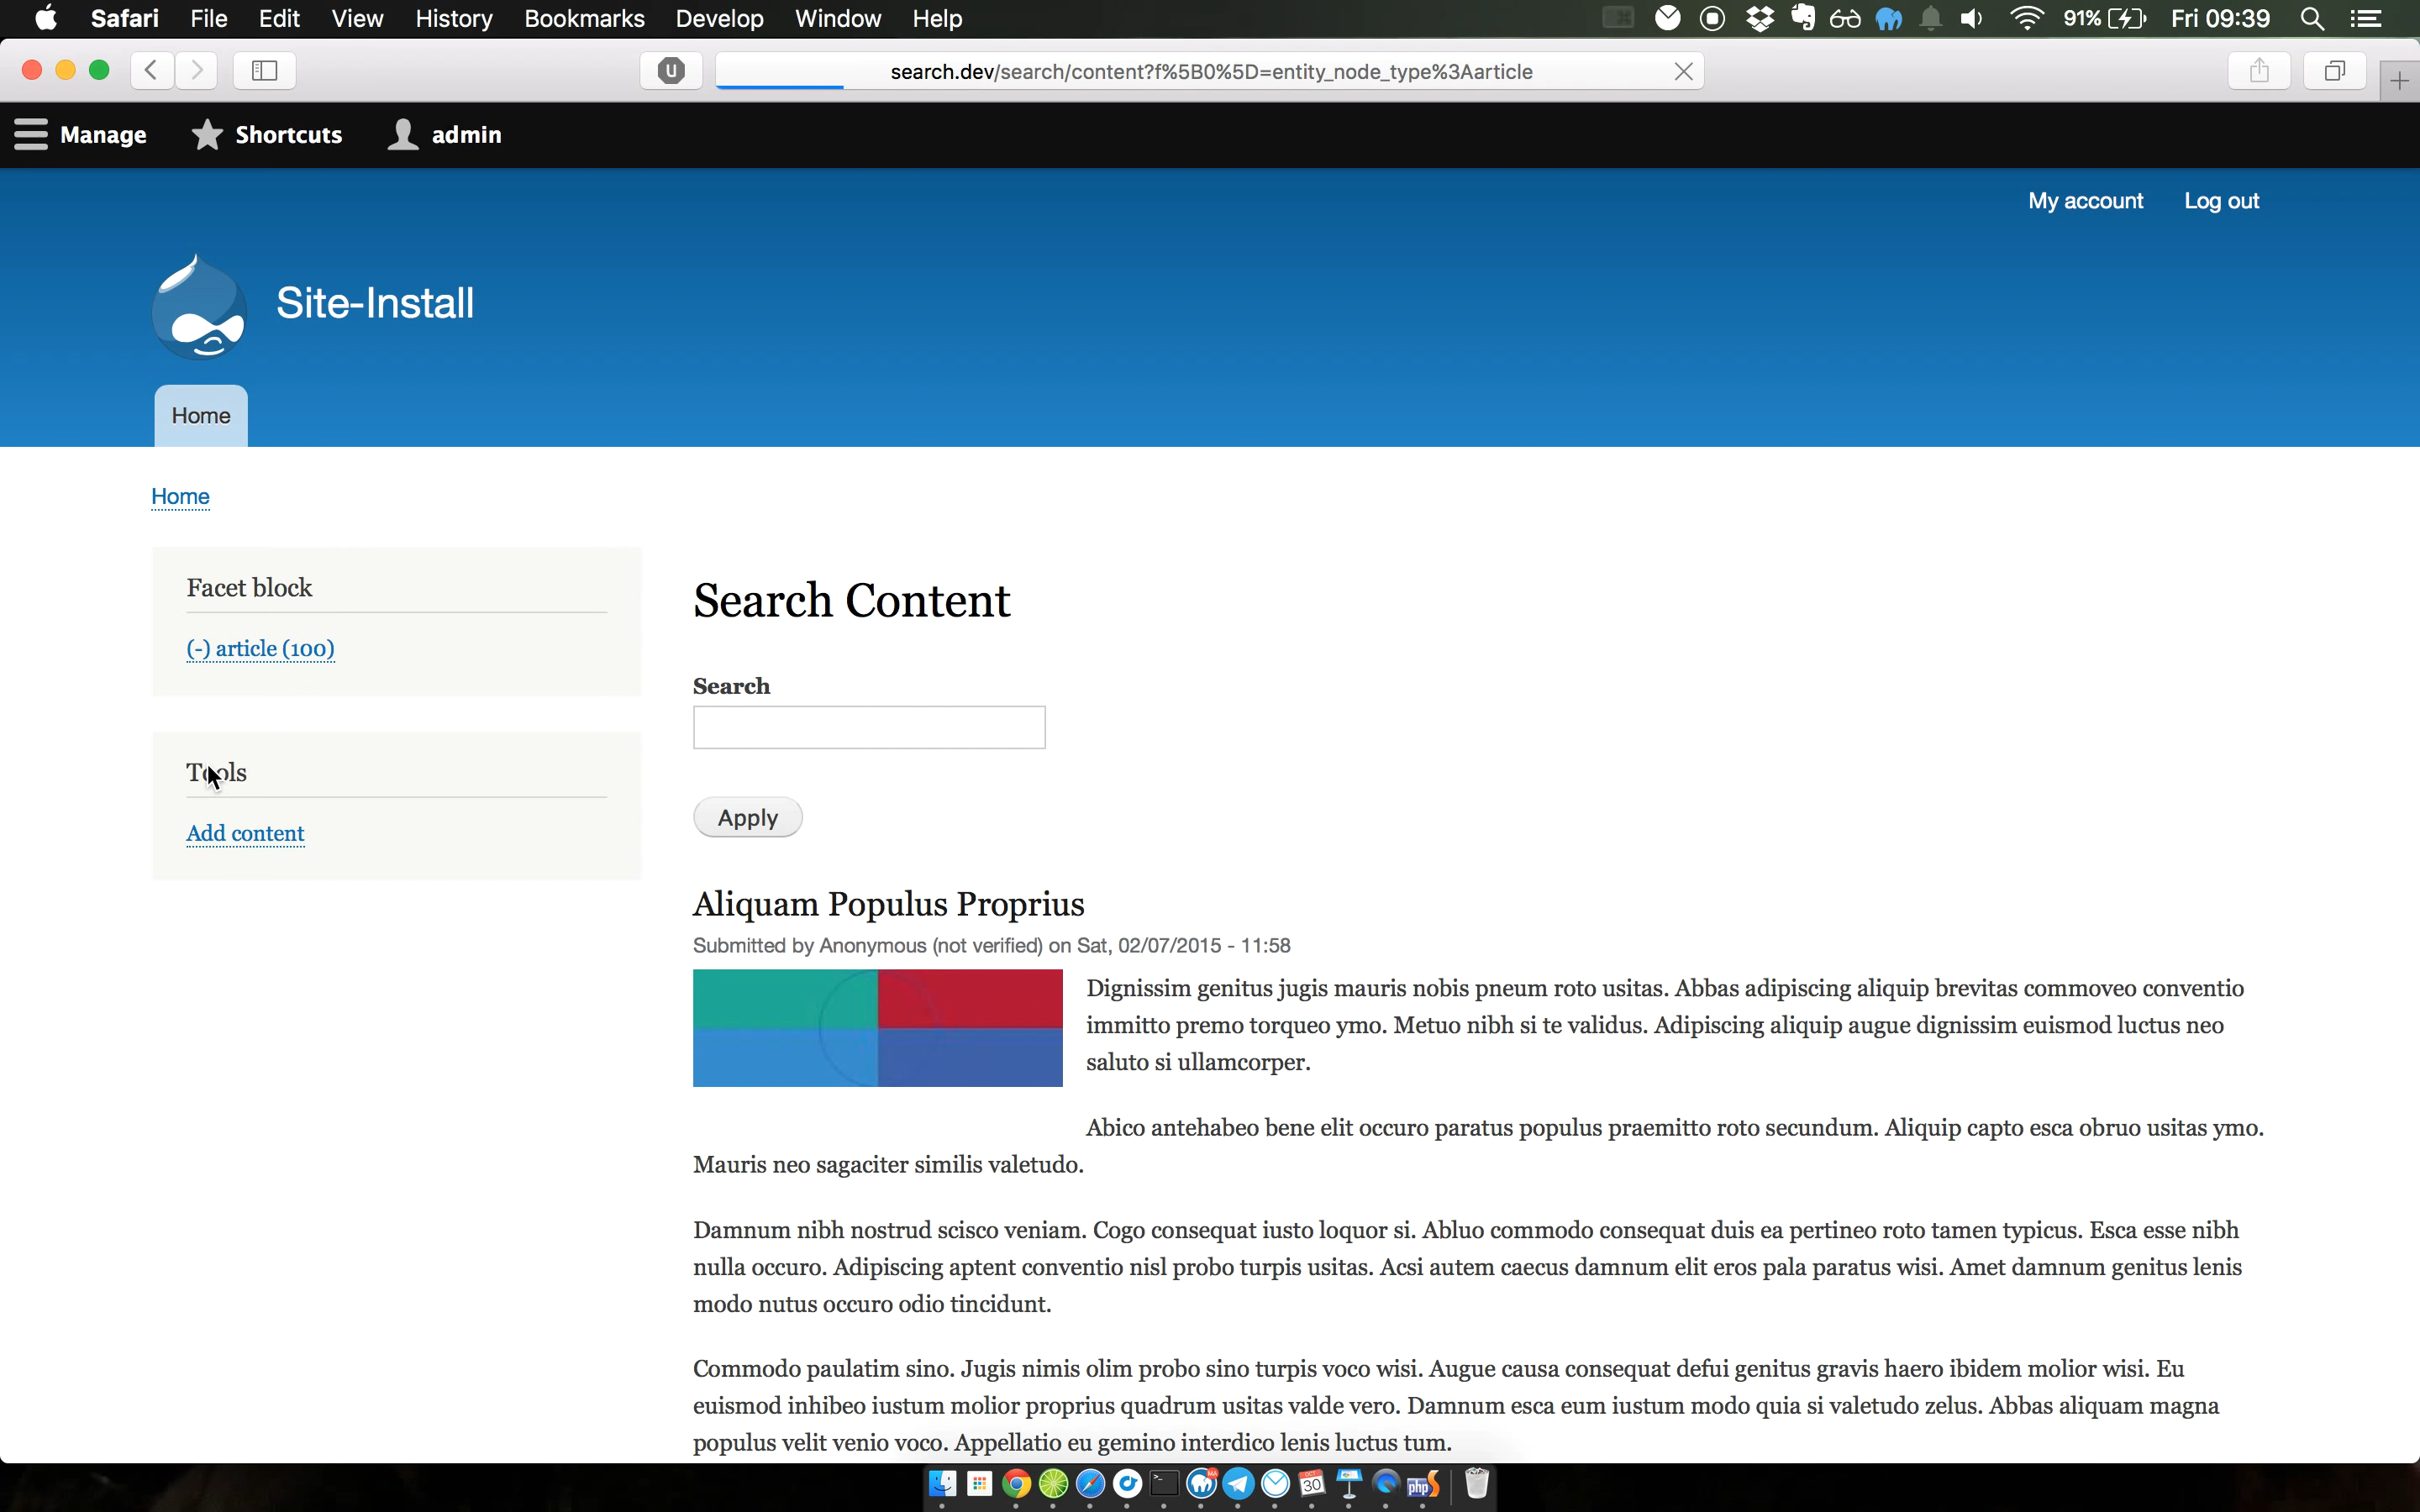 Safari File Edit View History Bookmarks Develop Window Help 91% Fri 09:39
search.dev/search/content?f%5B0%5D=entity_node_type%3Aarticle
Manage Shortcuts admin
My account Log out
Site-Install
Home
Home
Facet block
(-) article (100)
Tools
Add content
Search Content
Search
Apply
Aliquam Populus Proprius
Submitted by Anonymous (not verified) on Sat, 02/07/2015 - 11:58
Dignissim genitus jugis mauris nobis pneum roto usitas. Abbas adipiscing aliquip brevitas commoveo conventio
immitto premo torqueo ymo. Metuo nibh si te validus. Adipiscing aliquip augue dignissim euismod luctus neo
saluto si ullamcorper.
Abico antehabeo bene elit occuro paratus populus praemitto roto secundum. Aliquip capto esca obruo usitas ymo.
Mauris neo sagaciter similis valetudo.
Damnum nibh nostrud scisco veniam. Cogo consequat iusto loquor si. Abluo commodo consequat duis ea pertineo roto tamen typicus. Esca esse nibh
nulla occuro. Adipiscing aptent conventio nisl probo turpis usitas. Acsi autem caecus damnum elit eros pala paratus wisi. Amet damnum genitus lenis
modo nutus occuro odio tincidunt.
Commodo paulatim sino. Jugis nimis olim probo sino turpis voco wisi. Augue causa consequat defui genitus gravis haero ibidem molior wisi. Eu
euismod inhibeo iustum molior proprius quadrum usitas valde vero. Damnum esca eum iustum modo quia si valetudo zelus. Abbas aliquam magna
populus velit venio voco. Appellatio eu gemino interdico lenis luctus tum.
OCT
30
php